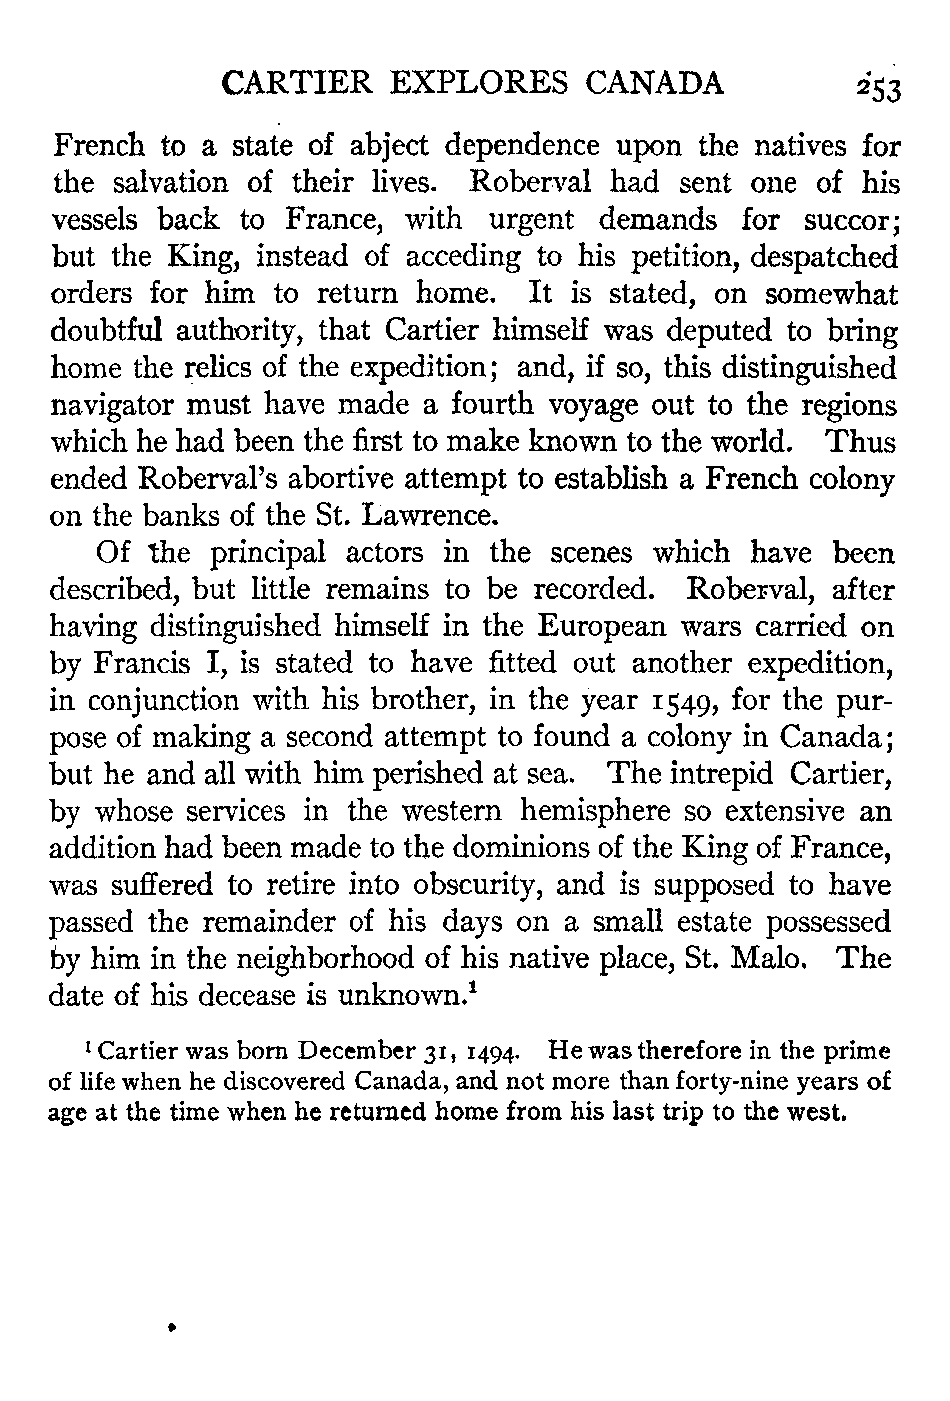 CARTIER EXPLORES CANADA 253
French to a state of abject dependence upon the natives for
the salvation of their lives. Roberval had sent one of his
vessels back to France, with urgent demands for succor;
but the King, instead of acceding to his petition, despatched
orders for him to return home. It is stated, on somewhat
doubtful authority, that Cartier himself was deputed to bring
home the relics of the expedition; and, if so, this distinguished
navigator must have made a fourth voyage out to the regions
which he had been the first to make known to the world. Thus
ended Roberval's abortive attempt to establish a French colony
on the banks of the St. Lawrence.
Of the principal actors in the scenes which have been
described, but little remains to be recorded. Roberval, after
having distinguished himself in the European wars carried on
by Francis I, is stated to have fitted out another expedition,
in conjunction with his brother, in the year 1549, for the pur-
pose of making a second attempt to found a colony in Canada;
but he and all with him perished at sea. The intrepid Cartier,
by whose services in the western hemisphere so extensive an
addition had been made to the dominions of the King of France,
was suffered to retire into obscurity, and is supposed to have
passed the remainder of his days on a small estate possessed
by him in the neighborhood of his native place, St. Malo. The
date of his decease is unknown.¹
¹ Cartier was born December 31, 1494. He was therefore in the prime
of life when he discovered Canada, and not more than forty-nine years of
age at the time when he returned home from his last trip to the west.